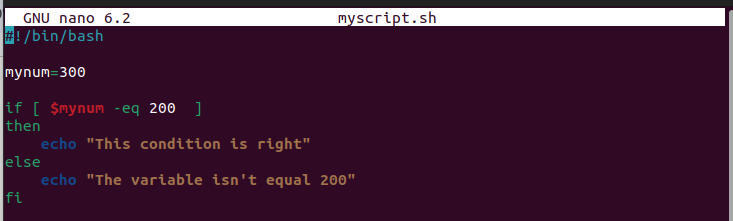 GNU nano 6.2 myscript.sh
#!/bin/bash
mynum=300
if [ $mynum -eq 200  ]
then
    echo "This condition is right"
else
    echo "The variable isn't equal 200"
fi